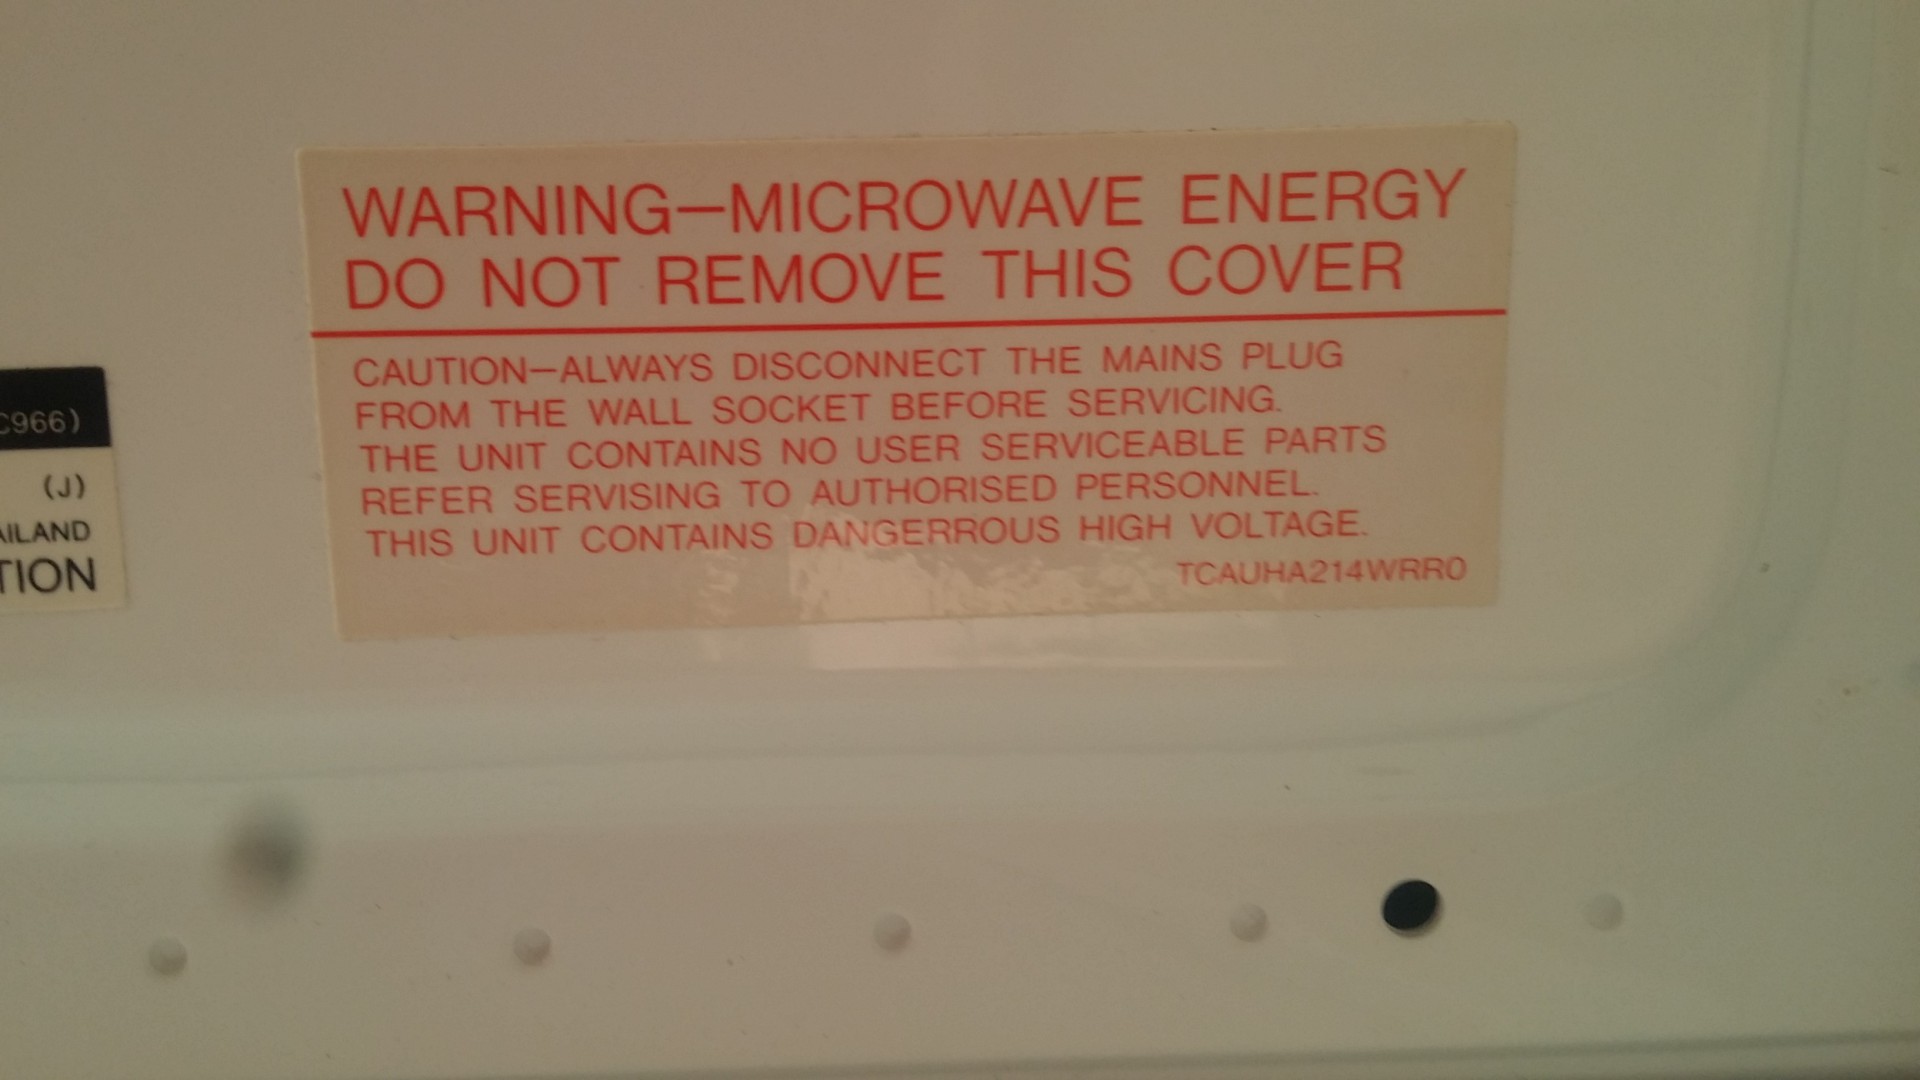 WARNING—MICROWAVE ENERGY
DO NOT REMOVE THIS COVER
CAUTION—ALWAYS DISCONNECT THE MAINS PLUG
FROM THE WALL SOCKET BEFORE SERVICING.
THE UNIT CONTAINS NO USER SERVICEABLE PARTS
REFER SERVISING TO AUTHORISED PERSONNEL.
THIS UNIT CONTAINS DANGERROUS HIGH VOLTAGE.
TCAUHA214WRR0
C966)
(J)
AILAND
TION